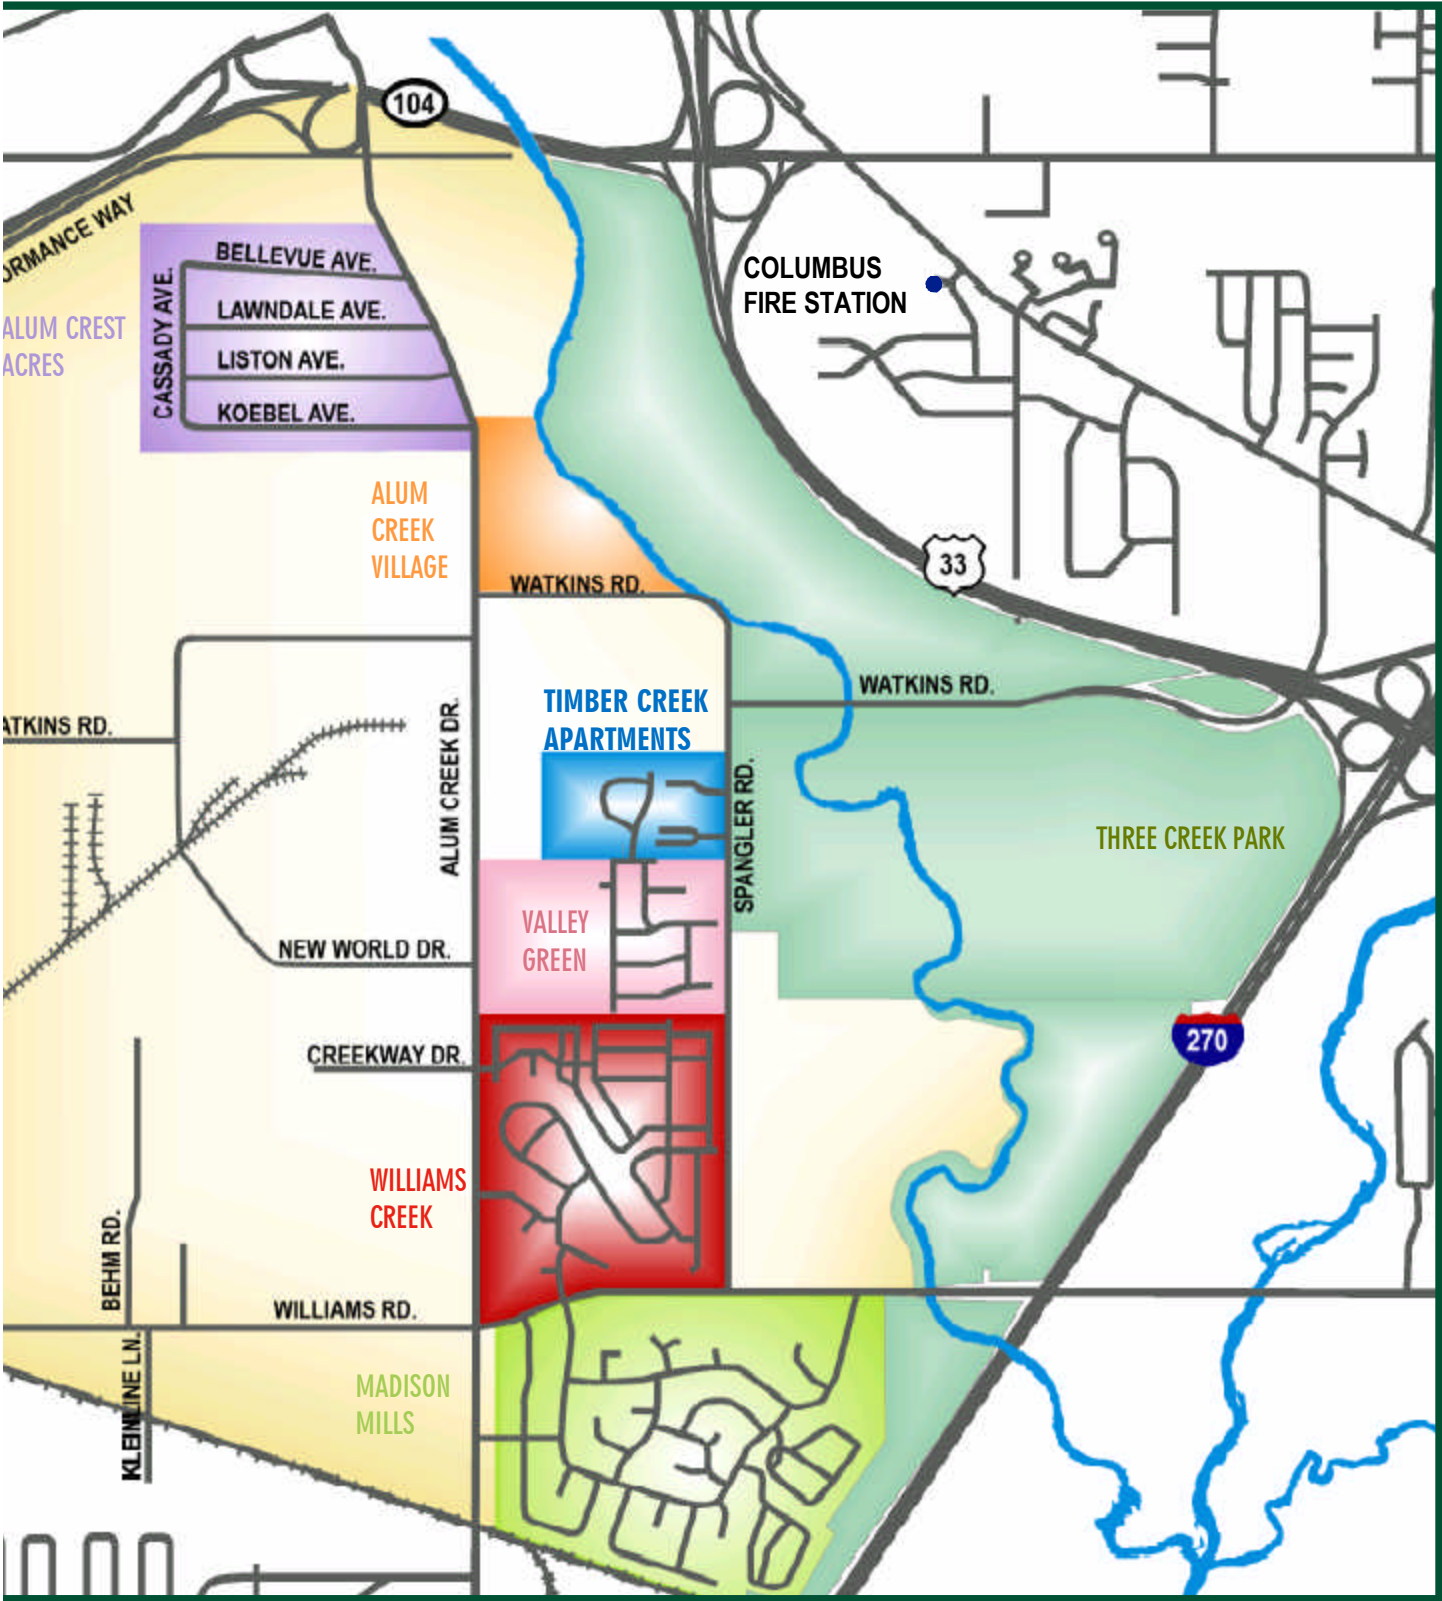 104
ORMANCE WAY
BELLEVUE AVE.
COLUMBUS
FIRE STATION
CASSADY AVE.
LAWNDALE AVE.
ALUM CREST
ACRES
LISTON AVE.
KOEBEL AVE.
ALUM
CREEK
VILLAGE
33
WATKINS RD.
WATKINS RD.
TIMBER CREEK
APARTMENTS
ATKINS RD.
ALUM CREEK DR.
SPANGLER RD.
THREE CREEK PARK
VALLEY
GREEN
NEW WORLD DR.
270
CREEKWAY DR.
WILLIAMS
CREEK
BEHM RD.
WILLIAMS RD.
KLEINLINE LN.
MADISON
MILLS